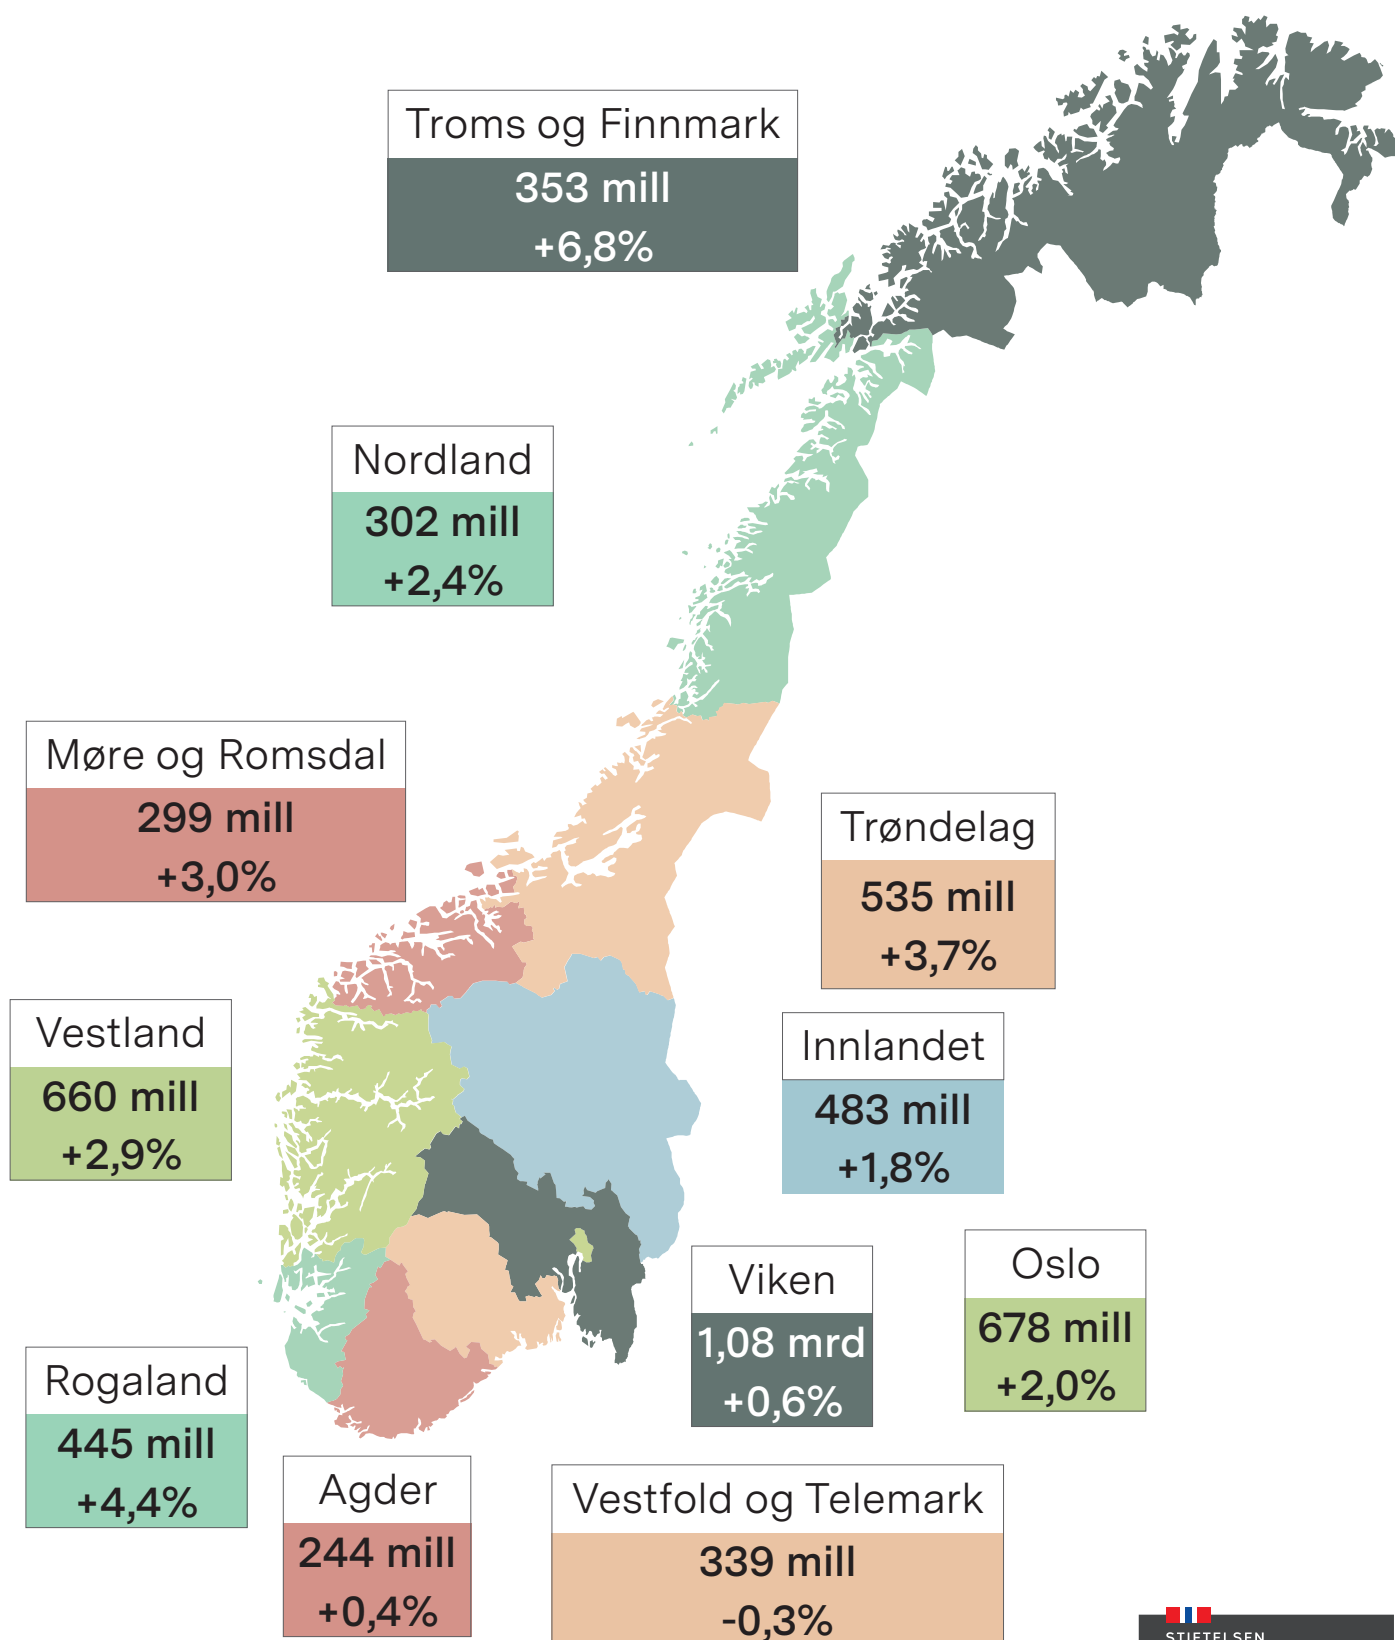 Troms og Finnmark
353 mill
+6,8%
Nordland
302 mill
+2,4%
Møre og Romsdal
299 mill
+3,0%
Trøndelag
535 mill
+3,7%
Vestland
660 mill
+2,9%
Innlandet
483 mill
+1,8%
Oslo
678 mill
+2,0%
Viken
1,08 mrd
+0,6%
Rogaland
445 mill
+4,4%
Agder
244 mill
+0,4%
Vestfold og Telemark
339 mill
-0,3%
STIFTELSEN